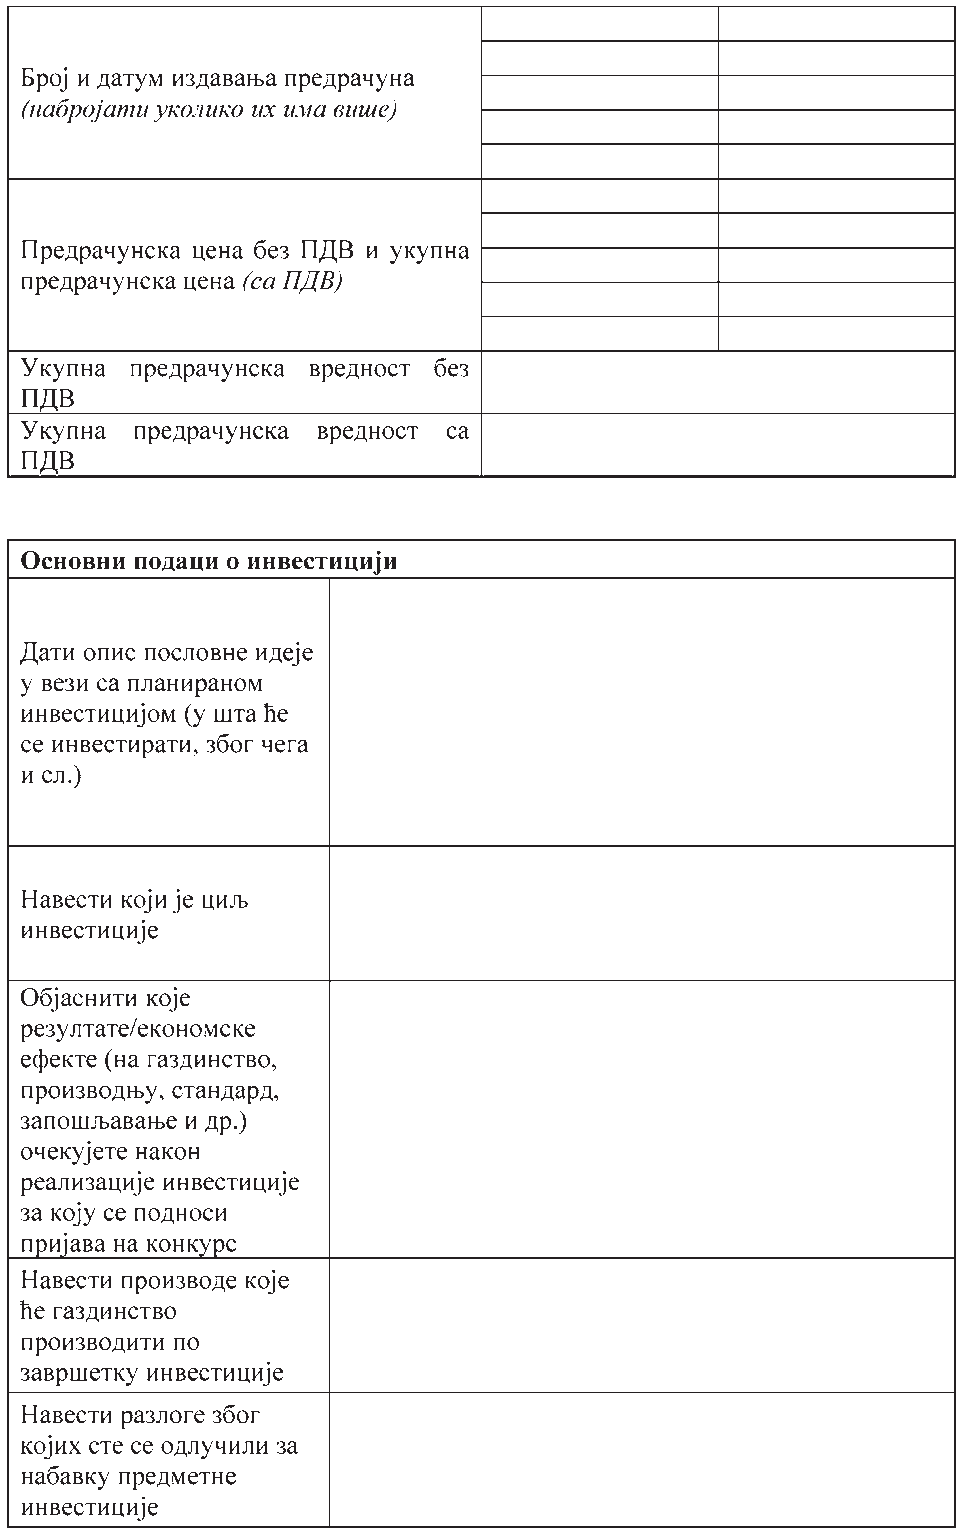 Број и датум издавања предрачуна
(набројати уколико их има више)
Предрачунска цена без ПДВ и укупна
предрачунска цена (са ПДВ)
Укупна предрачунска вредност без
ПДВ
Укупна предрачунска вредност са
ПДВ
Основни подаци о инвестицији
Дати опис пословне идеје
у вези са планираном
инвестицијом (у шта ће
се инвестирати, због чега
и сл.)
Навести који је циљ
инвестиције
Објаснити које
резултате/економске
ефекте (на газдинство,
производњу, стандард,
запошљавање и др.)
очекујете након
реализације инвестиције
за коју се подноси
пријава на конкурс
Навести производе које
ће газдинство
производити по
завршетку инвестиције
Навести разлоге због
којих сте се одлучили за
набавку предметне
инвестиције